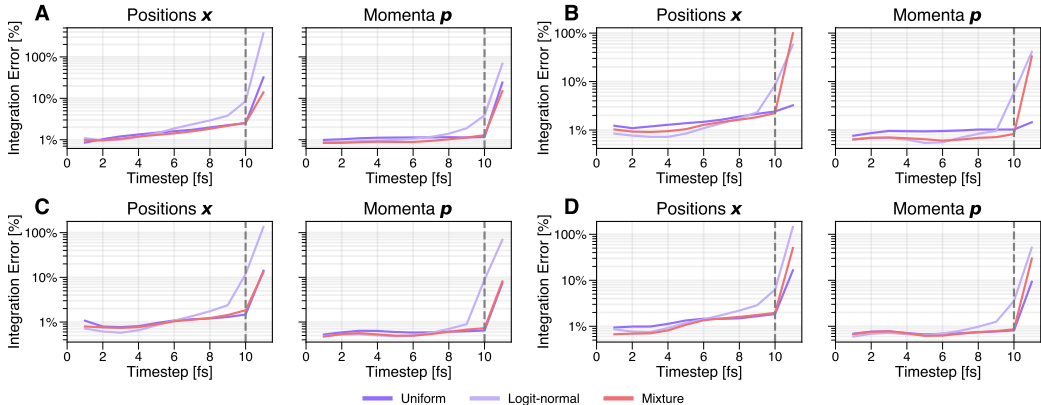 A
Positions x
Momenta p
Integration Error [%]
100%
10%
1%
0 2 4 6 8 10
Timestep [fs]
0 2 4 6 8 10
Timestep [fs]
B
Positions x
Momenta p
Integration Error [%]
100%
10%
1%
0 2 4 6 8 10
Timestep [fs]
0 2 4 6 8 10
Timestep [fs]
C
Positions x
Momenta p
Integration Error [%]
100%
10%
1%
0 2 4 6 8 10
Timestep [fs]
0 2 4 6 8 10
Timestep [fs]
D
Positions x
Momenta p
Integration Error [%]
100%
10%
1%
0 2 4 6 8 10
Timestep [fs]
0 2 4 6 8 10
Timestep [fs]
Uniform Logit-normal Mixture